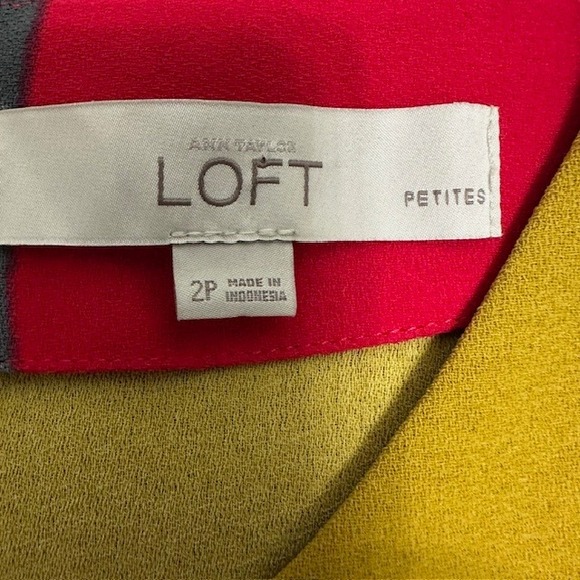 ANN TAYLOR
LOFT
PETITES
2P MADE IN
INDONESIA